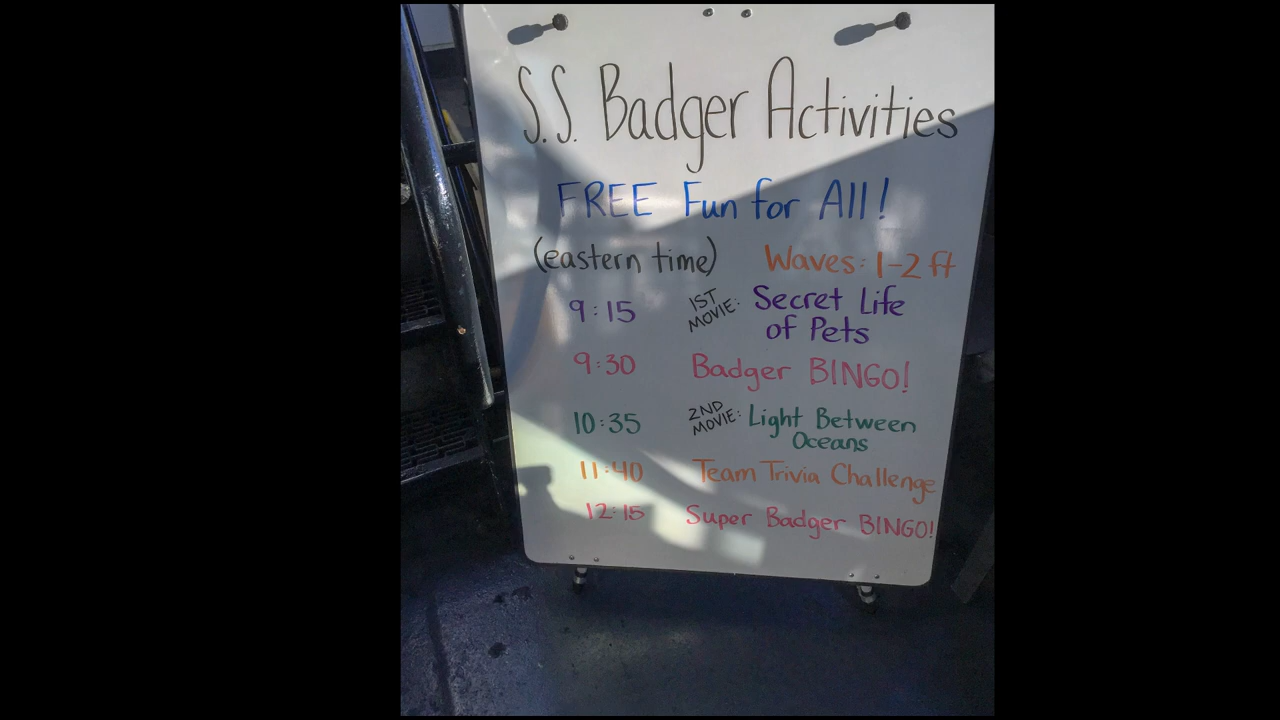 S.S. Badger Activities
FREE Fun for All!
(eastern time) Waves: 1-2 ft
9:15 1ST MOVIE: Secret Life
of Pets
9:30 Badger BINGO!
10:35 2ND MOVIE: Light Between
Oceans
11:40 Team Trivia Challenge
12:15 Super Badger BINGO!